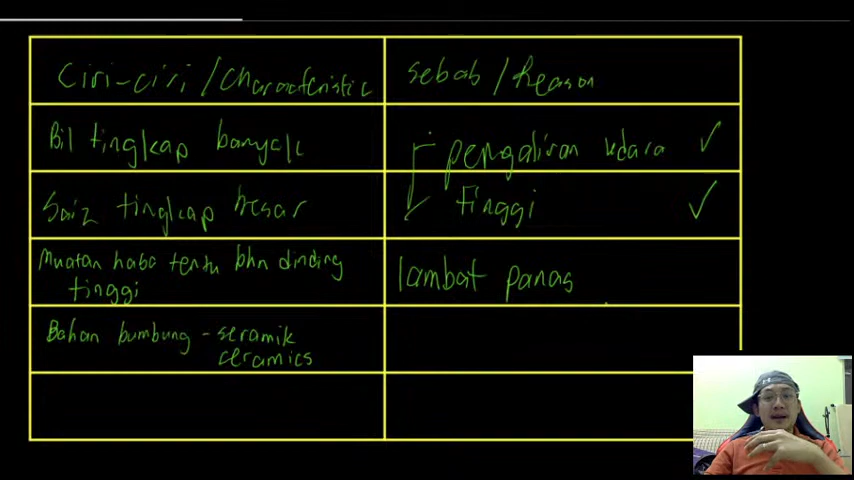 Ciri-ciri / Characteristic
sebab / Reason
Bil tingkap banyak
pengaliran udara ✓
Saiz tingkap besar
tinggi ✓
Muatan haba tentu bhn dinding
tinggi
lambat panas
Bahan bumbung - seramik
ceramics